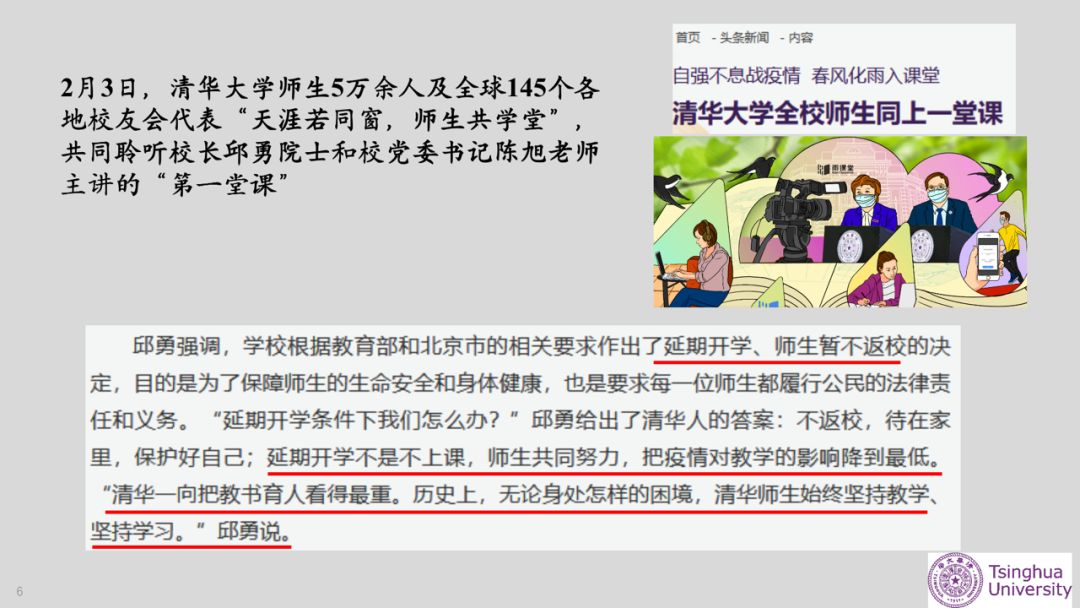 2月3日，清华大学师生5万余人及全球145个各
地校友会代表“天涯若同窗，师生共学堂”，
共同聆听校长邱勇院士和校党委书记陈旭老师
主讲的“第一堂课”
首页 - 头条新闻 - 内容
自强不息战疫情 春风化雨入课堂
清华大学全校师生同上一堂课
雨课堂
邱勇强调，学校根据教育部和北京市的相关要求作出了延期开学、师生暂不返校的决
定，目的是为了保障师生的生命安全和身体健康，也是要求每一位师生都履行公民的法律责
任和义务。“延期开学条件下我们怎么办？”邱勇给出了清华人的答案：不返校，待在家
里，保护好自己；延期开学不是不上课，师生共同努力，把疫情对教学的影响降到最低。
“清华一向把教书育人看得最重。历史上，无论身处怎样的困境，清华师生始终坚持教学、
坚持学习。”邱勇说。
6
Tsinghua
University